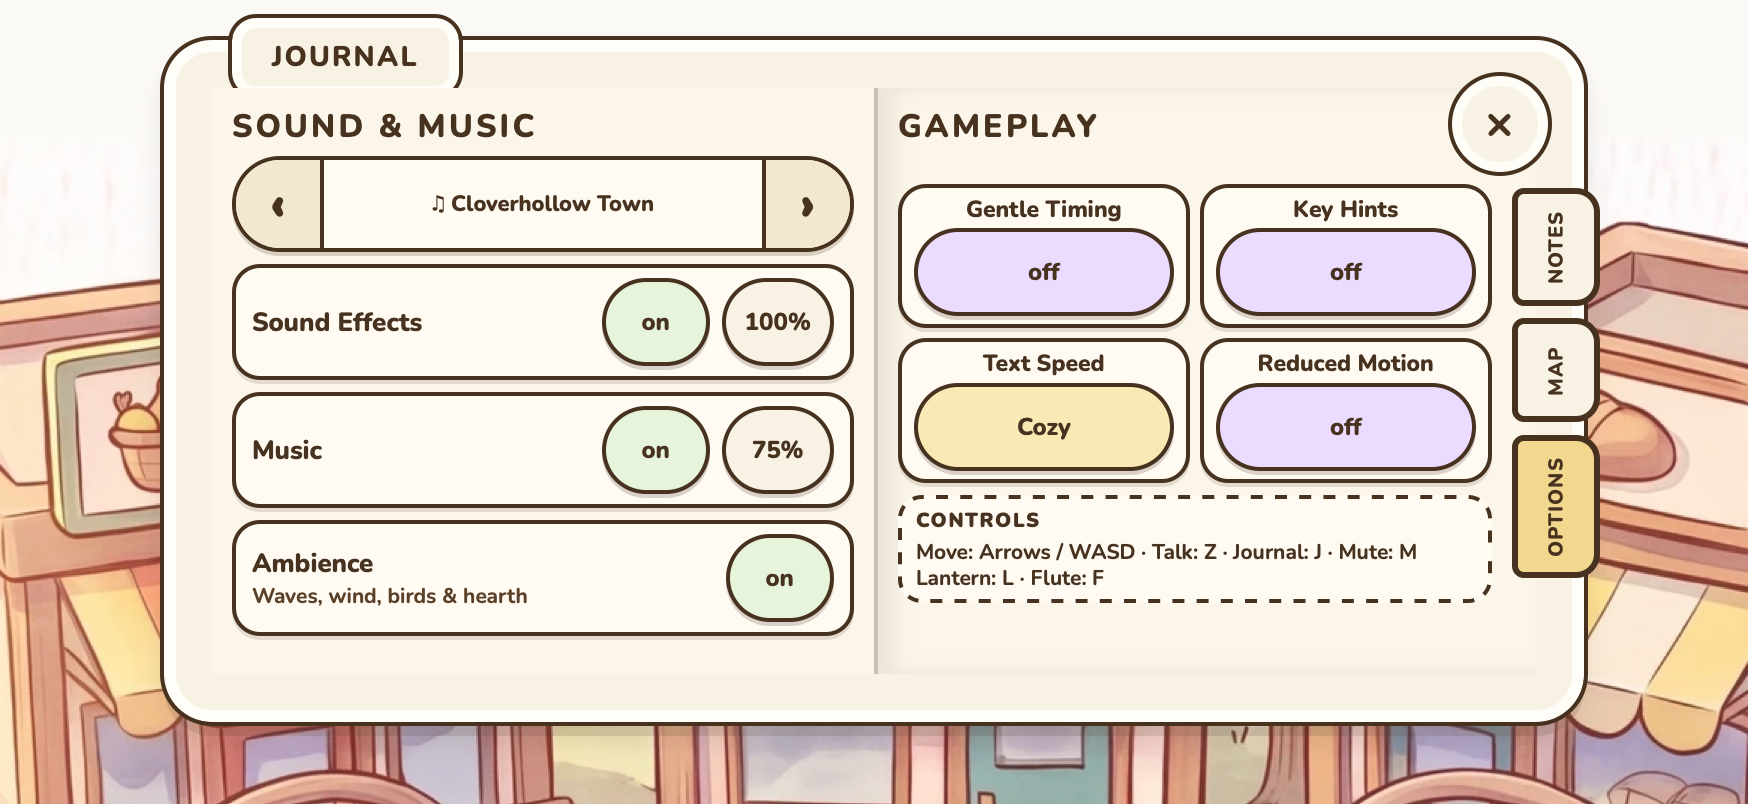 JOURNAL
SOUND & MUSIC
‹
♫ Cloverhollow Town
›
Sound Effects
on
100%
Music
on
75%
Ambience
Waves, wind, birds & hearth
on
GAMEPLAY
×
Gentle Timing
off
Key Hints
off
Text Speed
Cozy
Reduced Motion
off
CONTROLS
Move: Arrows / WASD · Talk: Z · Journal: J · Mute: M
Lantern: L · Flute: F
NOTES
MAP
OPTIONS